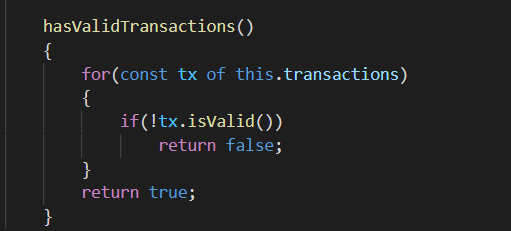 hasValidTransactions()
{
    for(const tx of this.transactions)
    {
        if(!tx.isValid())
            return false;
    }
    return true;
}